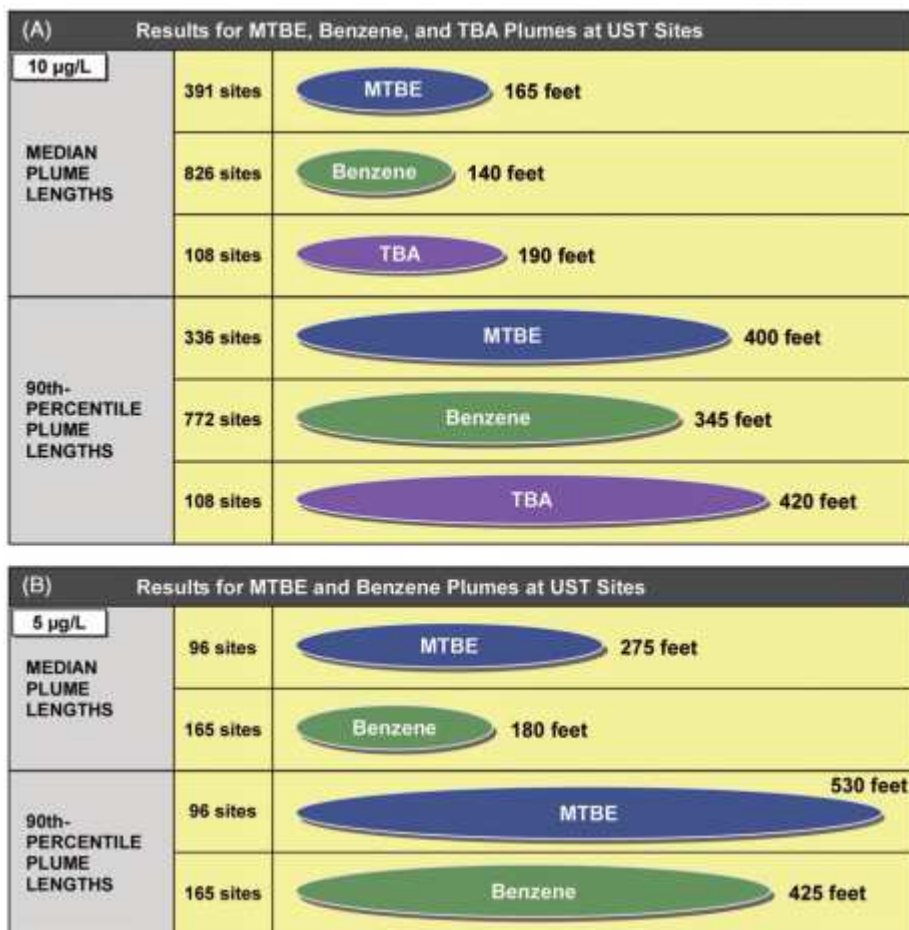 (A) Results for MTBE, Benzene, and TBA Plumes at UST Sites
10 µg/L
MEDIAN
PLUME
LENGTHS
391 sites MTBE 165 feet
826 sites Benzene 140 feet
108 sites TBA 190 feet
90th-
PERCENTILE
PLUME
LENGTHS
336 sites MTBE 400 feet
772 sites Benzene 345 feet
108 sites TBA 420 feet
(B) Results for MTBE and Benzene Plumes at UST Sites
5 µg/L
MEDIAN
PLUME
LENGTHS
96 sites MTBE 275 feet
165 sites Benzene 180 feet
90th-
PERCENTILE
PLUME
LENGTHS
96 sites MTBE 530 feet
165 sites Benzene 425 feet